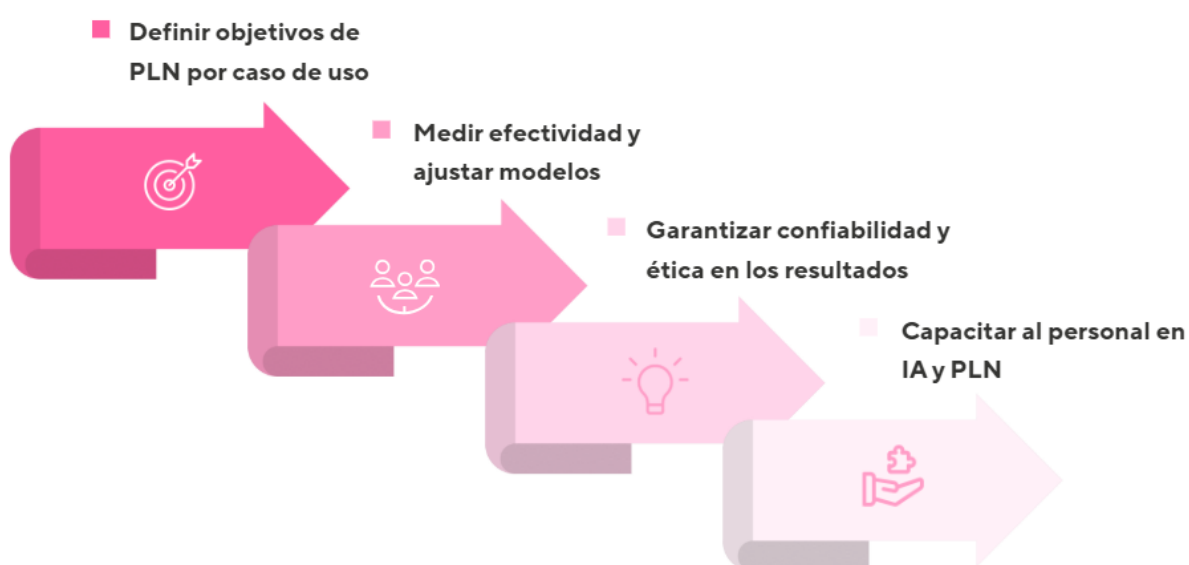 Definir objetivos de
PLN por caso de uso
Medir efectividad y
ajustar modelos
Garantizar confiabilidad y
ética en los resultados
Capacitar al personal en
IA y PLN